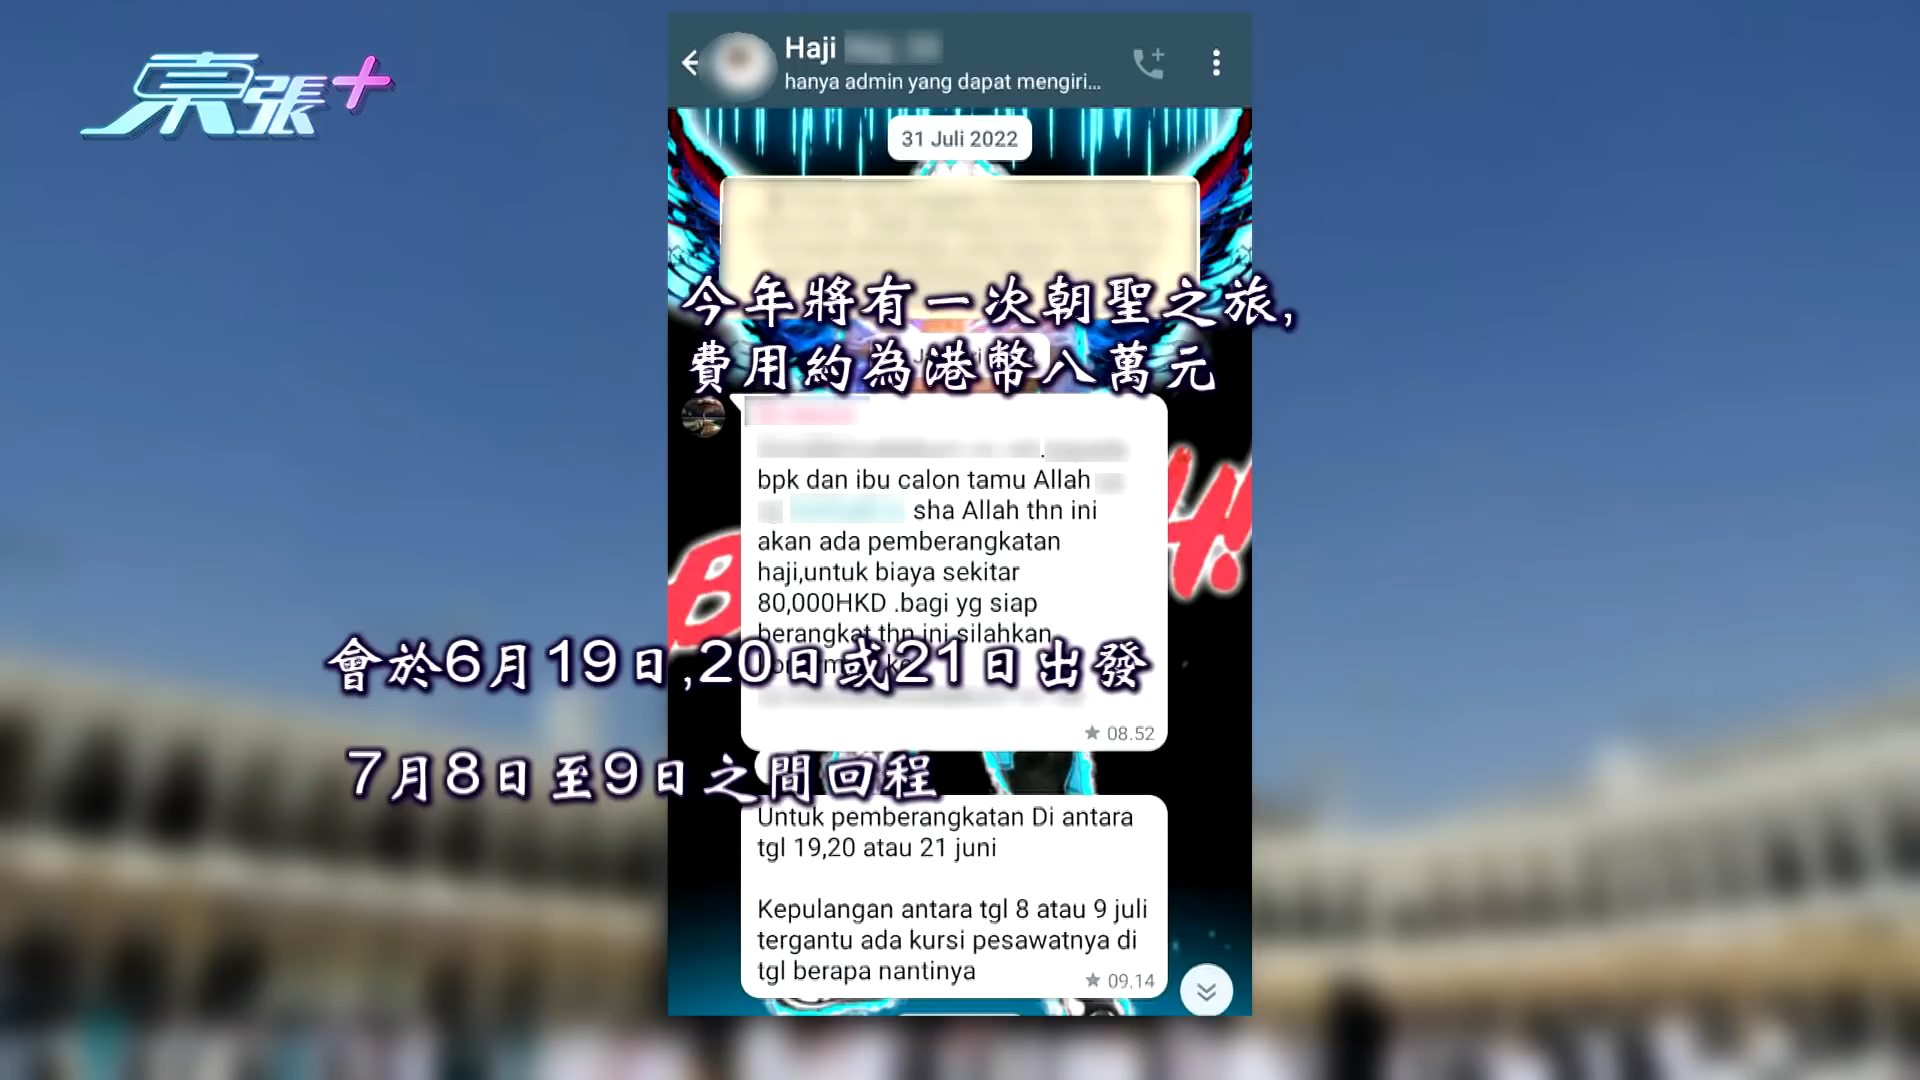 東張+
Haji
hanya admin yang dapat mengiri...
31 Juli 2022
今年將有一次朝聖之旅,
費用約為港幣八萬元
bpk dan ibu calon tamu Allah
sha Allah thn ini
akan ada pemberangkatan
haji,untuk biaya sekitar
80,000HKD .bagi yg siap
berangkat thn ini silahkan
會於6月19日,20日或21日出發
08.52
7月8日至9日之間回程
Untuk pemberangkatan Di antara
tgl 19,20 atau 21 juni
Kepulangan antara tgl 8 atau 9 juli
tergantu ada kursi pesawatnya di
tgl berapa nantinya
09.14